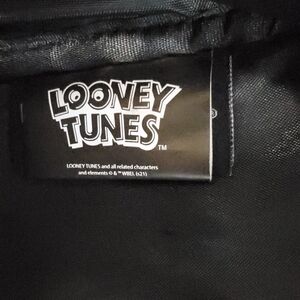 LOONEY
TUNES
TM
LOONEY TUNES and all related characters
and elements © & ™ WBEI. (s21)